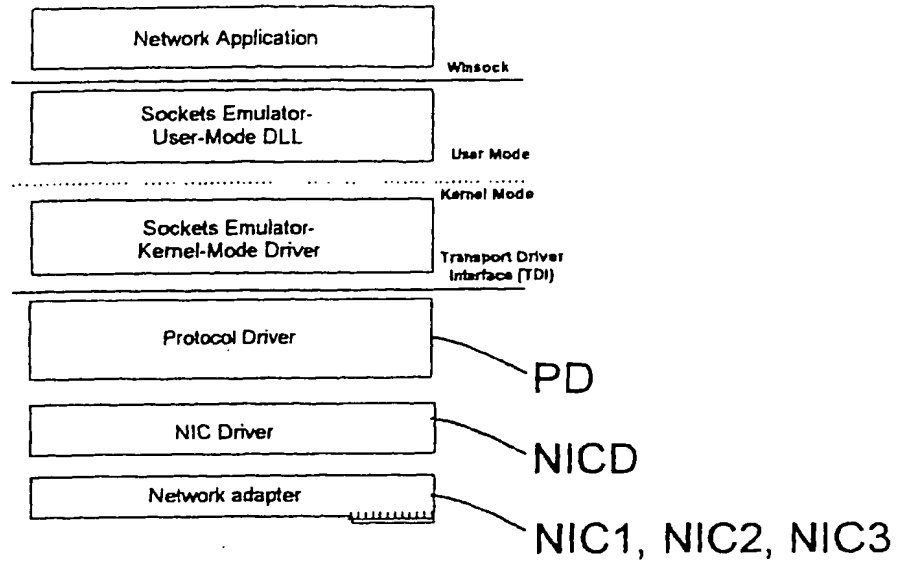 Network Application
Winsock
Sockets Emulator-
User-Mode DLL
User Mode
Kernel Mode
Sockets Emulator-
Kernel-Mode Driver
Transport Driver
Interface (TDI)
Protocol Driver
PD
NIC Driver
NICD
Network adapter
NIC1, NIC2, NIC3